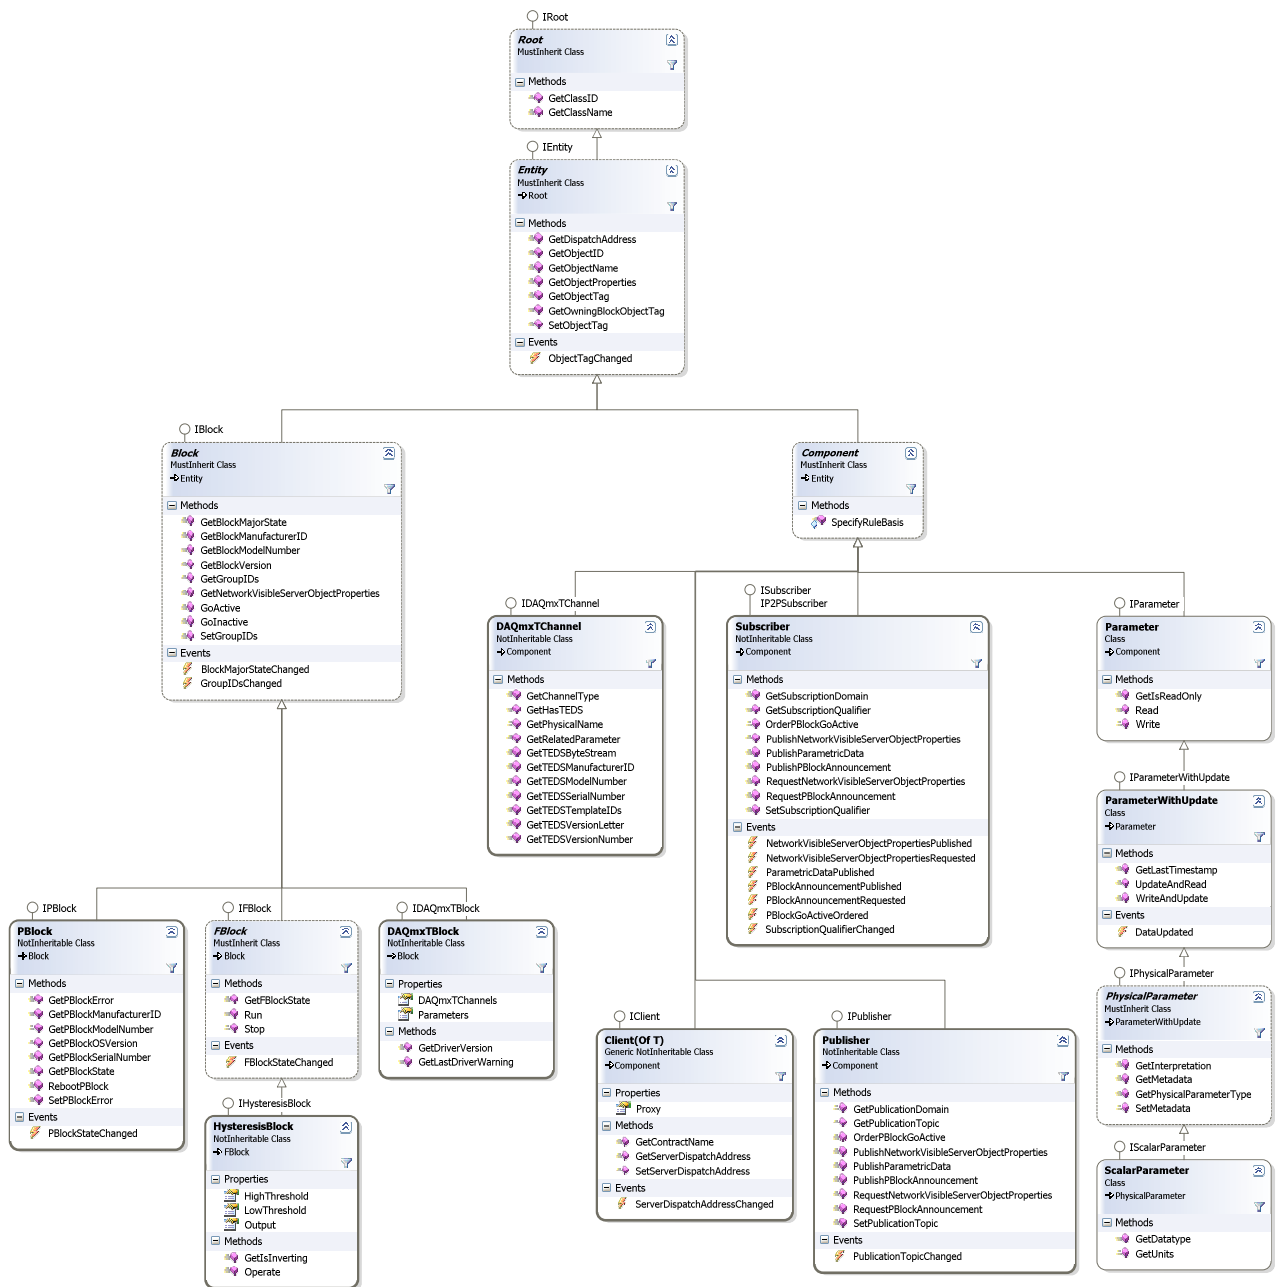 IRoot
Root
MustInherit Class
Methods
GetClassID
GetClassName
IEntity
Entity
MustInherit Class
Root
Methods
GetDispatchAddress
GetObjectID
GetObjectName
GetObjectProperties
GetObjectTag
GetOwningBlockObjectTag
SetObjectTag
Events
ObjectTagChanged
IBlock
Block
MustInherit Class
Entity
Methods
GetBlockMajorState
GetBlockManufacturerID
GetBlockModelNumber
GetBlockVersion
GetGroupIDs
GetNetworkVisibleServerObjectProperties
GoActive
GoInactive
SetGroupIDs
Events
BlockMajorStateChanged
GroupIDsChanged
Component
MustInherit Class
Entity
Methods
SpecifyRuleBasis
IDAQmxTChannel
DAQmxTChannel
NotInheritable Class
Component
Methods
GetChannelType
GetHasTEDS
GetPhysicalName
GetRelatedParameter
GetTEDSByteStream
GetTEDSManufacturerID
GetTEDSModelNumber
GetTEDSSerialNumber
GetTEDSTemplateIDs
GetTEDSVersionLetter
GetTEDSVersionNumber
ISubscriber
IP2PSubscriber
Subscriber
NotInheritable Class
Component
Methods
GetSubscriptionDomain
GetSubscriptionQualifier
OrderPBlockGoActive
PublishNetworkVisibleServerObjectProperties
PublishParametricData
PublishPBlockAnnouncement
RequestNetworkVisibleServerObjectProperties
RequestPBlockAnnouncement
SetSubscriptionQualifier
Events
NetworkVisibleServerObjectPropertiesPublished
NetworkVisibleServerObjectPropertiesRequested
ParametricDataPublished
PBlockAnnouncementPublished
PBlockAnnouncementRequested
PBlockGoActiveOrdered
SubscriptionQualifierChanged
IParameter
Parameter
Class
Component
Methods
GetIsReadOnly
Read
Write
IParameterWithUpdate
ParameterWithUpdate
Class
Parameter
Methods
GetLastTimestamp
UpdateAndRead
WriteAndUpdate
Events
DataUpdated
IPhysicalParameter
PhysicalParameter
MustInherit Class
ParameterWithUpdate
Methods
GetInterpretation
GetMetadata
GetPhysicalParameterType
SetMetadata
IScalarParameter
ScalarParameter
Class
PhysicalParameter
Methods
GetDatatype
GetUnits
IPBlock
PBlock
NotInheritable Class
Block
Methods
GetPBlockError
GetPBlockManufacturerID
GetPBlockModelNumber
GetPBlockOSVersion
GetPBlockSerialNumber
GetPBlockState
RebootPBlock
SetPBlockError
Events
PBlockStateChanged
IFBlock
FBlock
MustInherit Class
Block
Methods
GetFBlockState
Run
Stop
Events
FBlockStateChanged
IHysteresisBlock
HysteresisBlock
NotInheritable Class
FBlock
Properties
HighThreshold
LowThreshold
Output
Methods
GetIsInverting
Operate
IDAQmxTBlock
DAQmxTBlock
NotInheritable Class
Block
Properties
DAQmxTChannels
Parameters
Methods
GetDriverVersion
GetLastDriverWarning
IClient
Client(Of T)
Generic NotInheritable Class
Component
Properties
Proxy
Methods
GetContractName
GetServerDispatchAddress
SetServerDispatchAddress
Events
ServerDispatchAddressChanged
IPublisher
Publisher
NotInheritable Class
Component
Methods
GetPublicationDomain
GetPublicationTopic
OrderPBlockGoActive
PublishNetworkVisibleServerObjectProperties
PublishParametricData
PublishPBlockAnnouncement
RequestNetworkVisibleServerObjectProperties
RequestPBlockAnnouncement
SetPublicationTopic
Events
PublicationTopicChanged